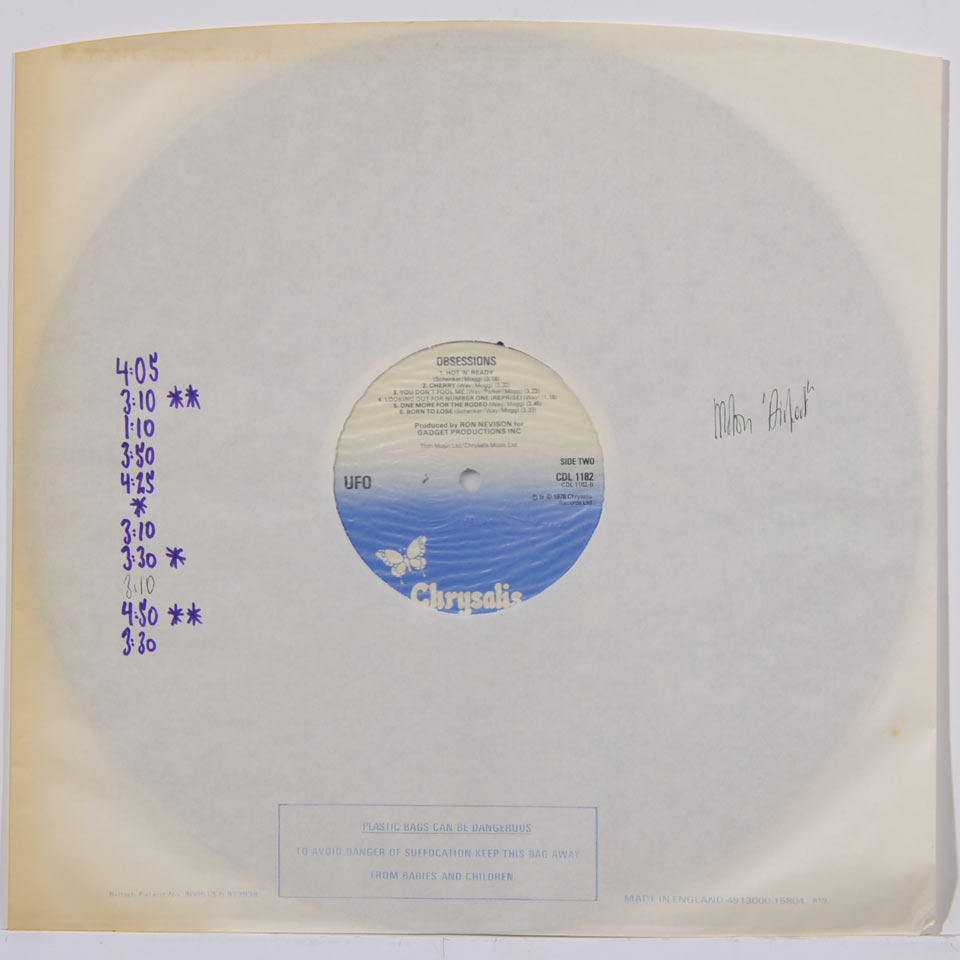 4:05
3:10 **
1:10
3:50
4:25
*
3:10
3:30 *
3:10
4:50 **
3:30
OBSESSIONS
1. HOT 'N' READY
(Schenker/Mogg) (3.18)
2. CHERRY (Way/Mogg) (3.32)
3. YOU DON'T FOOL ME (Way/Parker/Mogg) (3.23)
4. LOOKING OUT FOR NUMBER ONE (REPRISE) (Way) (1.18)
5. ONE MORE FOR THE RODEO (Way/Mogg) (3.46)
6. BORN TO LOSE (Schenker/Way/Mogg) (3.33)
Produced by RON NEVISON for
GADGET PRODUCTIONS INC
Music Ltd/Chrysalis Music Ltd
SIDE TWO
UFO
CDL 1182
CDL 1182-B
℗ & © 1978 Chrysalis
Records Ltd.
Chrysalis
'Airport"
PLASTIC BAGS CAN BE DANGEROUS
TO AVOID DANGER OF SUFFOCATION KEEP THIS BAG AWAY
FROM BABIES AND CHILDREN
British Patent No.
MADE IN ENGLAND 4913000 15804